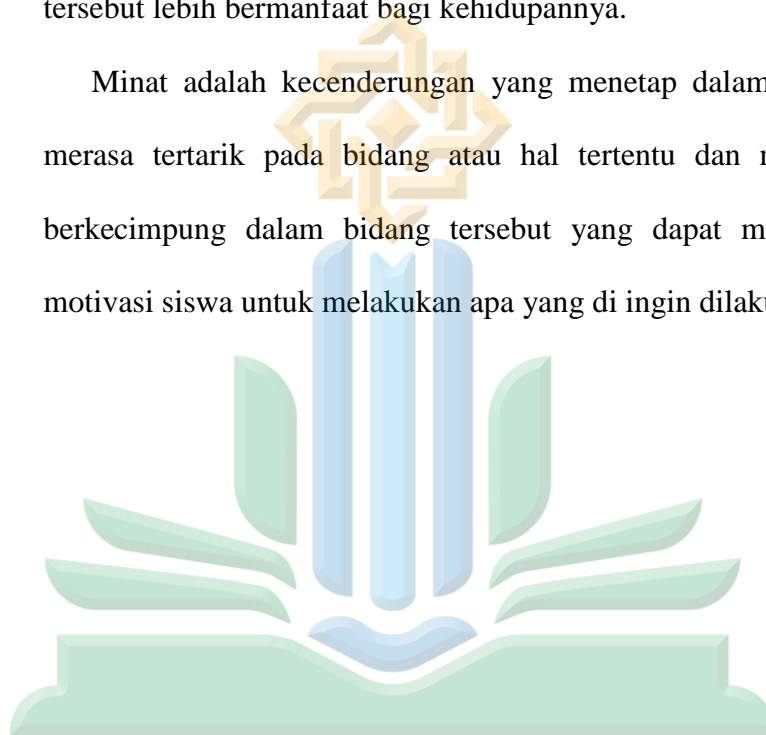 tersebut lebih bermanfaat bagi kehidupannya.
Minat adalah kecenderungan yang menetap dalam
merasa tertarik pada bidang atau hal tertentu dan
berkecimpung dalam bidang tersebut yang dapat
motivasi siswa untuk melakukan apa yang di ingin